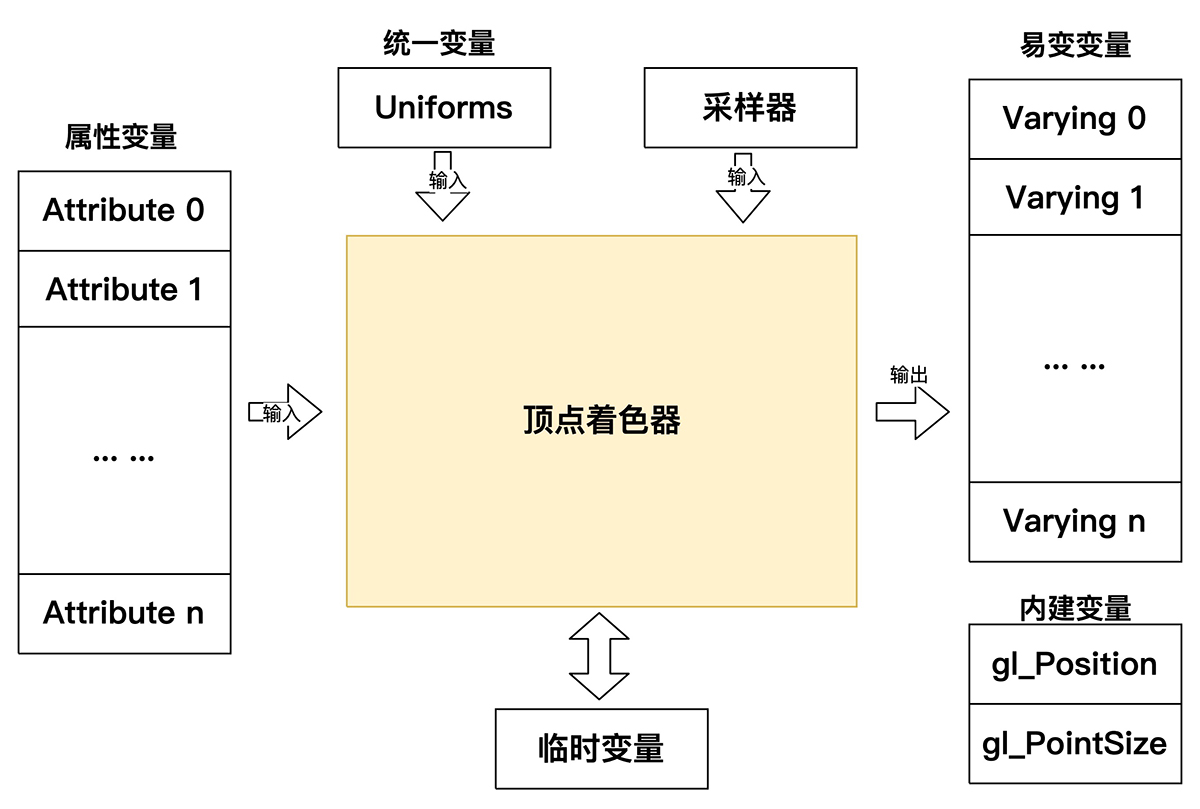 统一变量
Uniforms
输入
采样器
输入
属性变量
Attribute 0
Attribute 1
... ...
Attribute n
输入
顶点着色器
临时变量
输出
易变变量
Varying 0
Varying 1
... ...
Varying n
内建变量
gl_Position
gl_PointSize